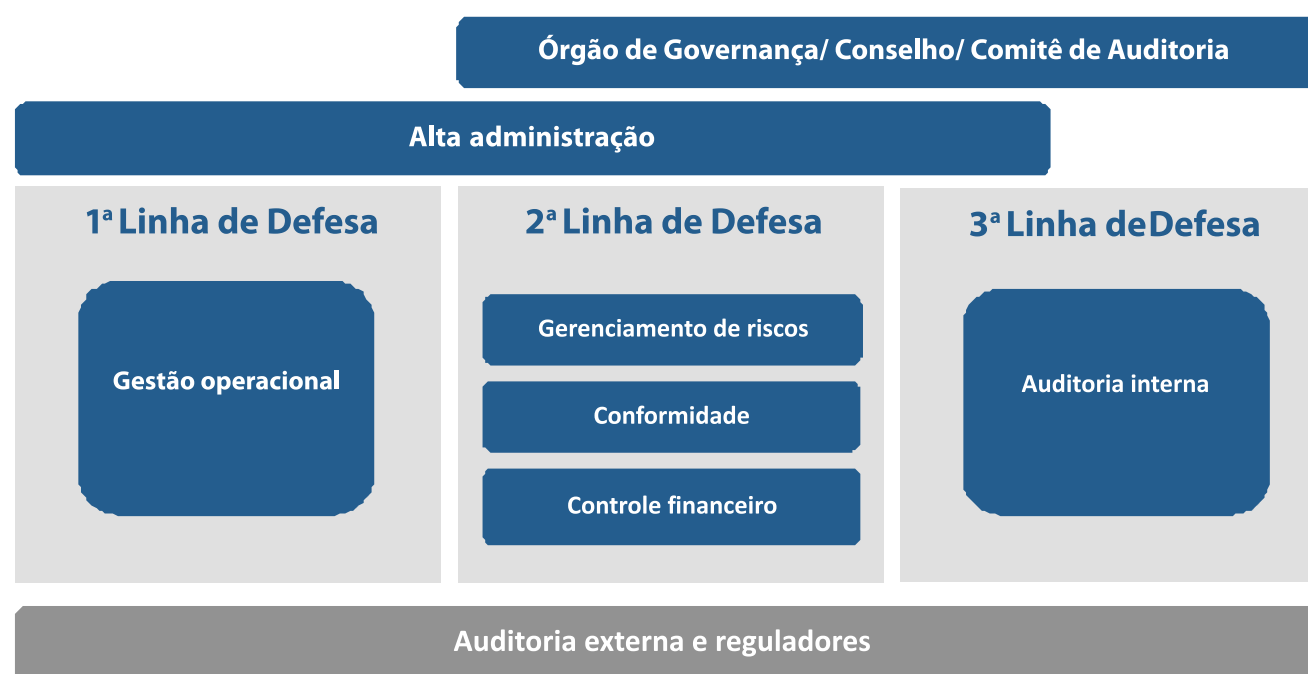 Órgão de Governança/ Conselho/ Comitê de Auditoria
Alta administração
1ª Linha de Defesa
Gestão operacional
2ª Linha de Defesa
Gerenciamento de riscos
Conformidade
Controle financeiro
3ª Linha deDefesa
Auditoria interna
Auditoria externa e reguladores